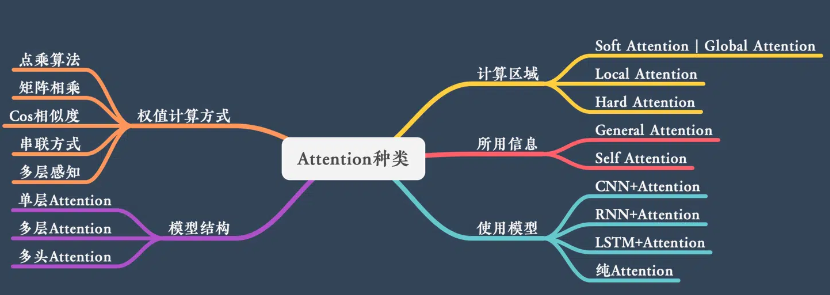 Attention种类
计算区域
Soft Attention | Global Attention
Local Attention
Hard Attention
所用信息
General Attention
Self Attention
使用模型
CNN+Attention
RNN+Attention
LSTM+Attention
纯Attention
权值计算方式
点乘算法
矩阵相乘
Cos相似度
串联方式
多层感知
模型结构
单层Attention
多层Attention
多头Attention